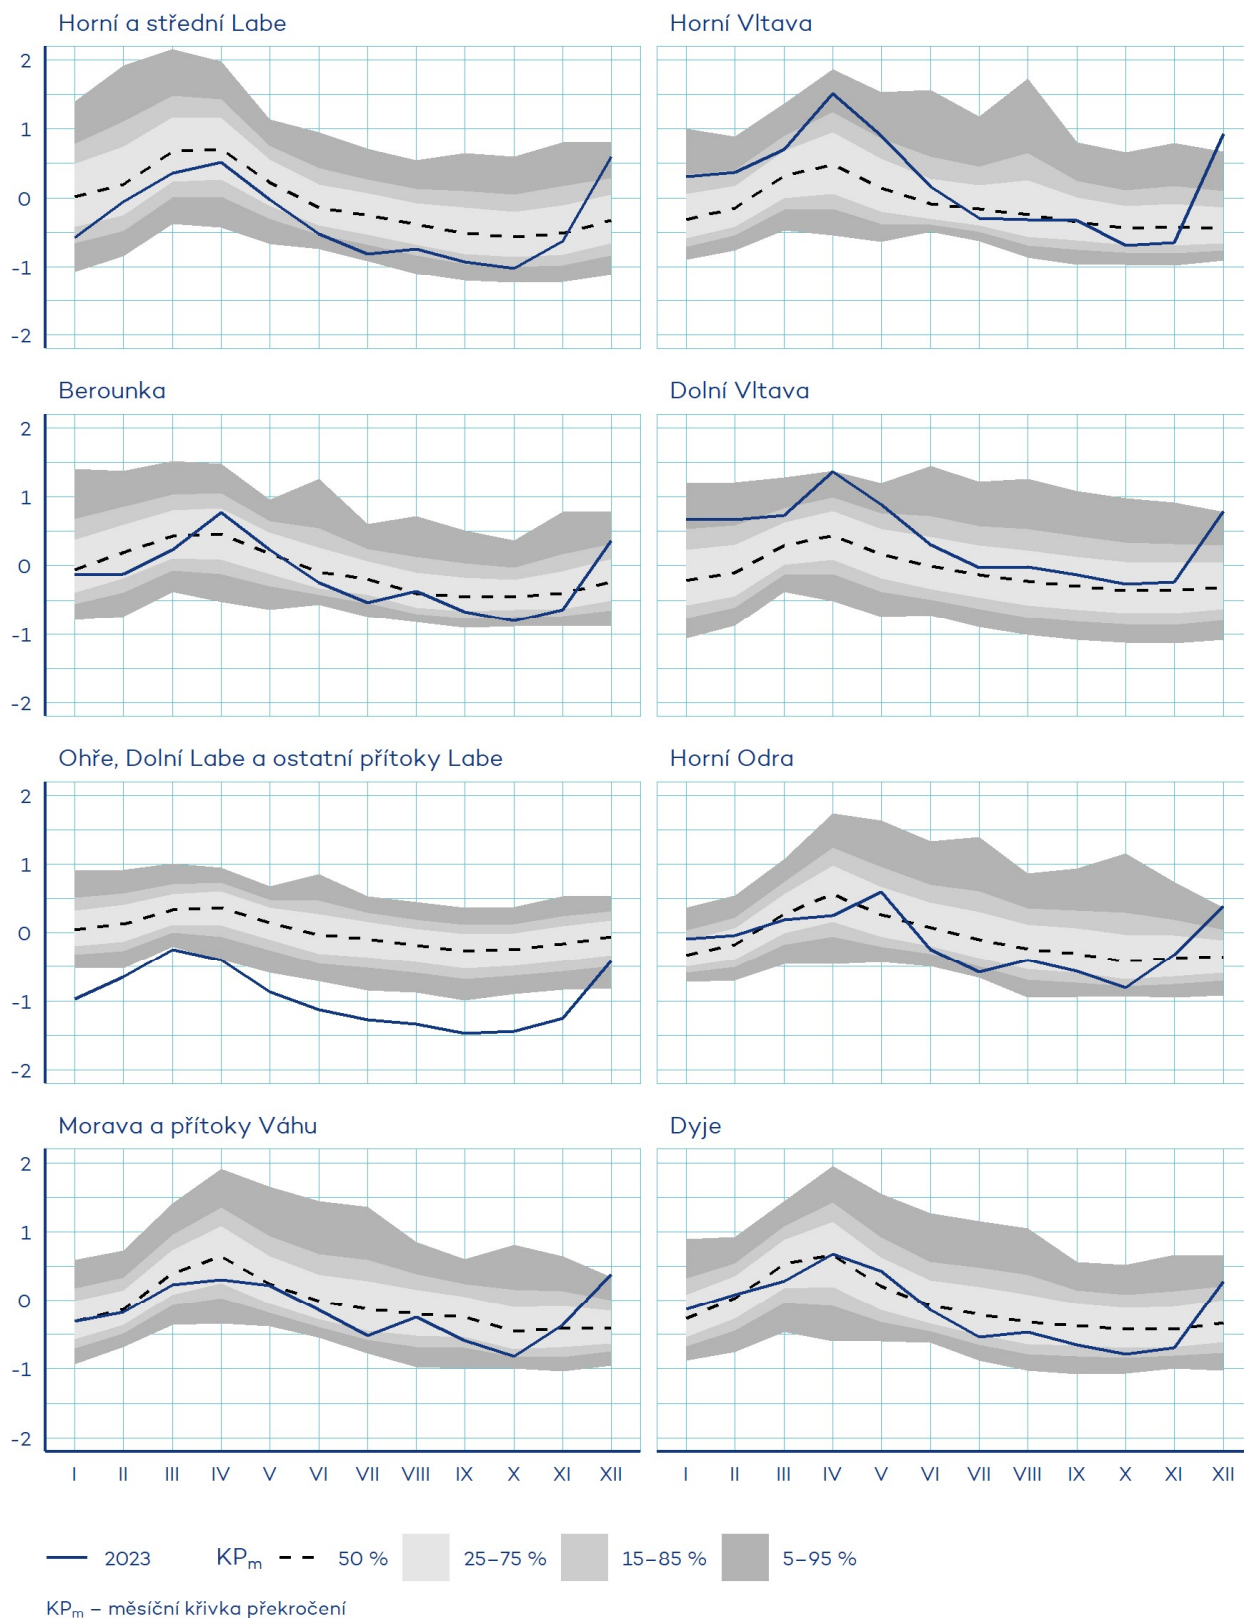 Horní a střední Labe
Horní Vltava
2
1
0
-1
-2
Berounka
Dolní Vltava
2
1
0
-1
-2
Ohře, Dolní Labe a ostatní přítoky Labe
Horní Odra
2
1
0
-1
-2
Morava a přítoky Váhu
Dyje
2
1
0
-1
-2
I II III IV V VI VII VIII IX X XI XII
I II III IV V VI VII VIII IX X XI XII
2023 KPm 50 % 25–75 % 15–85 % 5–95 %
KPm – měsíční křivka překročení